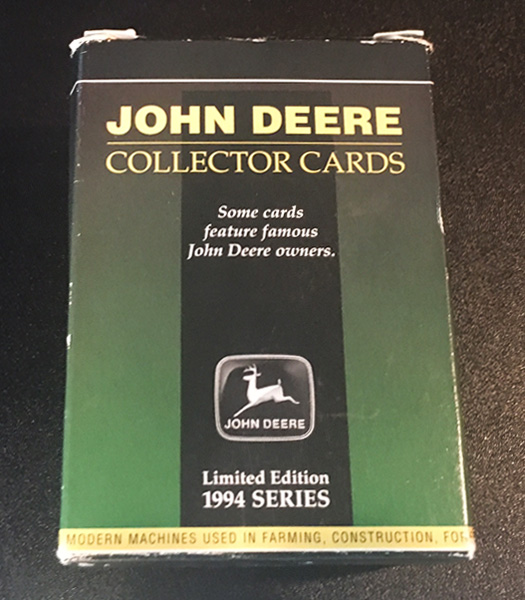 JOHN DEERE
COLLECTOR CARDS
Some cards
feature famous
John Deere owners.
JOHN DEERE
Limited Edition
1994 SERIES
MODERN MACHINES USED IN FARMING, CONSTRUCTION,